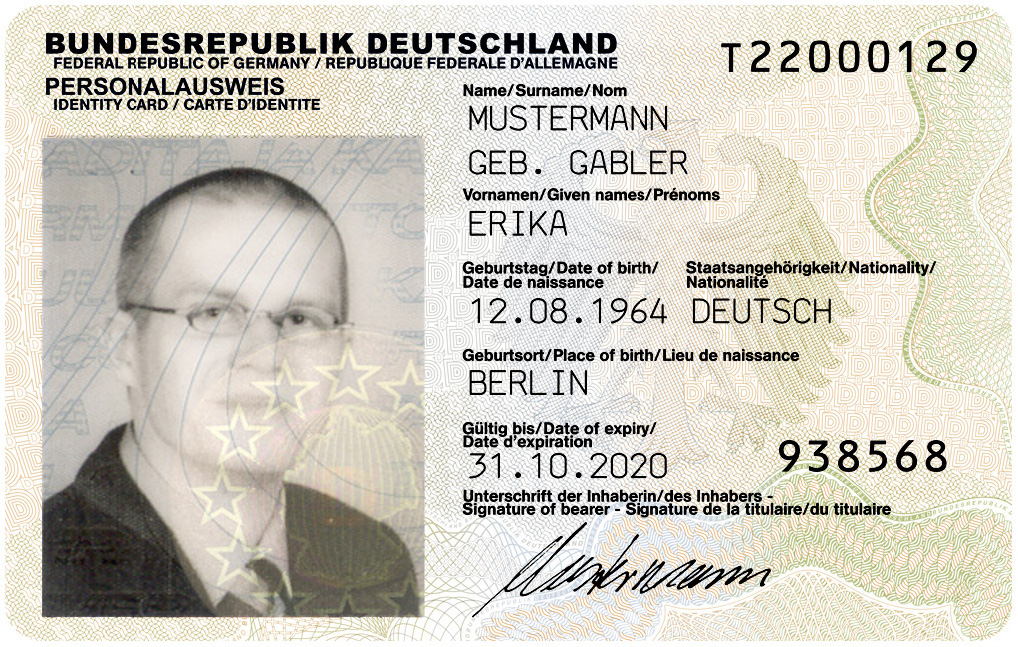 BUNDESREPUBLIK DEUTSCHLAND
FEDERAL REPUBLIC OF GERMANY / REPUBLIQUE FEDERALE D'ALLEMAGNE
PERSONALAUSWEIS
IDENTITY CARD / CARTE D'IDENTITE
T22000129
Name/Surname/Nom
MUSTERMANN
GEB. GABLER
Vornamen/Given names/Prénoms
ERIKA
Geburtstag/Date of birth/
Date de naissance
12.08.1964
Staatsangehörigkeit/Nationality/
Nationalité
DEUTSCH
Geburtsort/Place of birth/Lieu de naissance
BERLIN
Gültig bis/Date of expiry/
Date d'expiration
31.10.2020
938568
Unterschrift der Inhaberin/des Inhabers -
Signature of bearer - Signature de la titulaire/du titulaire
Mustermann